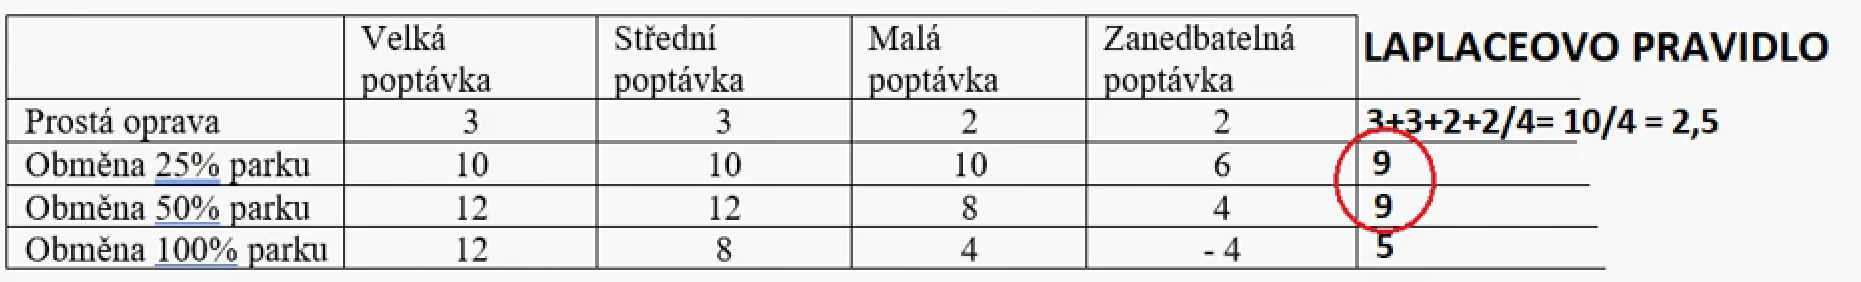 Velká poptávka Střední poptávka Malá poptávka Zanedbatelná poptávka LAPLACEOVO PRAVIDLO
Prostá oprava 3 3 2 2 3+3+2+2/4= 10/4 = 2,5
Obměna 25% parku 10 10 10 6 9
Obměna 50% parku 12 12 8 4 9
Obměna 100% parku 12 8 4 - 4 5